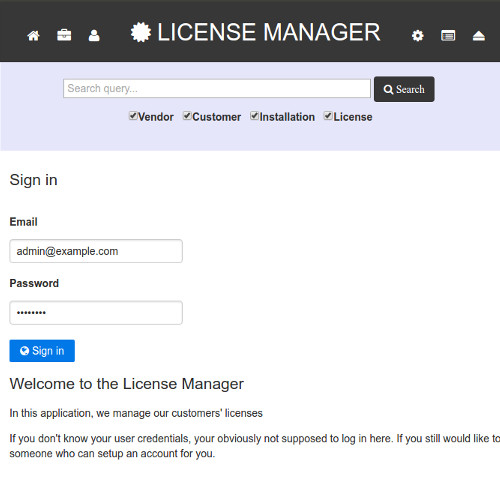 LICENSE MANAGER
Search query...
Search
Vendor Customer Installation License
Sign in
Email
admin@example.com
Password
••••••••
Sign in
Welcome to the License Manager
In this application, we manage our customers' licenses
If you don't know your user credentials, your obviously not supposed to log in here. If you still would like to
someone who can setup an account for you.